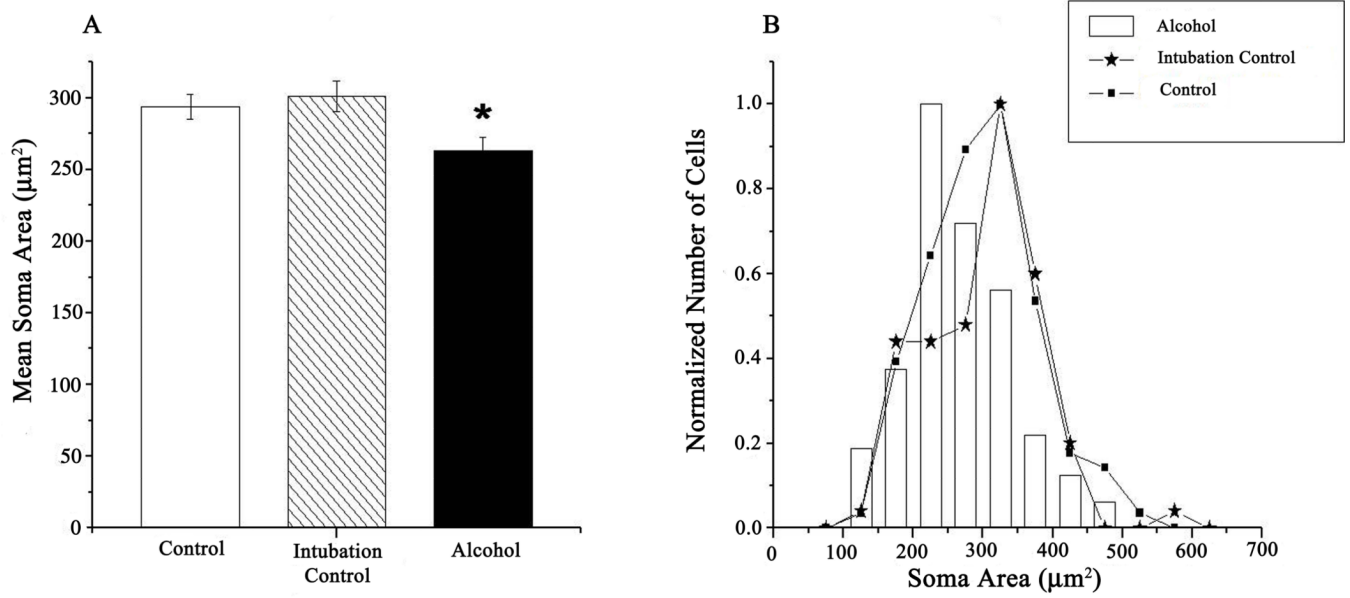 A
Mean Soma Area (μm²)
300
250
200
150
100
50
0
*
Control
Intubation
Control
Alcohol
B
Alcohol
Intubation Control
Control
Normalized Number of Cells
1.0
0.8
0.6
0.4
0.2
0.0
0
100
200
300
400
500
600
700
Soma Area (μm²)